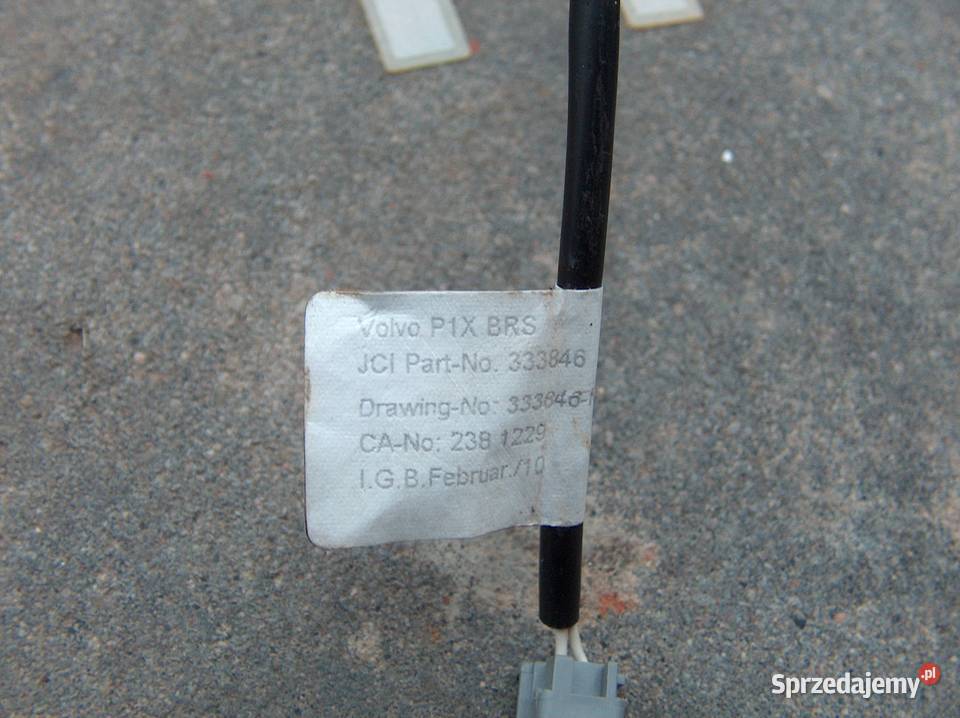 Volvo P1X BRS
JCI Part-No. 333846
Drawing-No: 333846-
CA-No: 238 1229
I.G.B.Februar./10
Sprzedajemy.pl